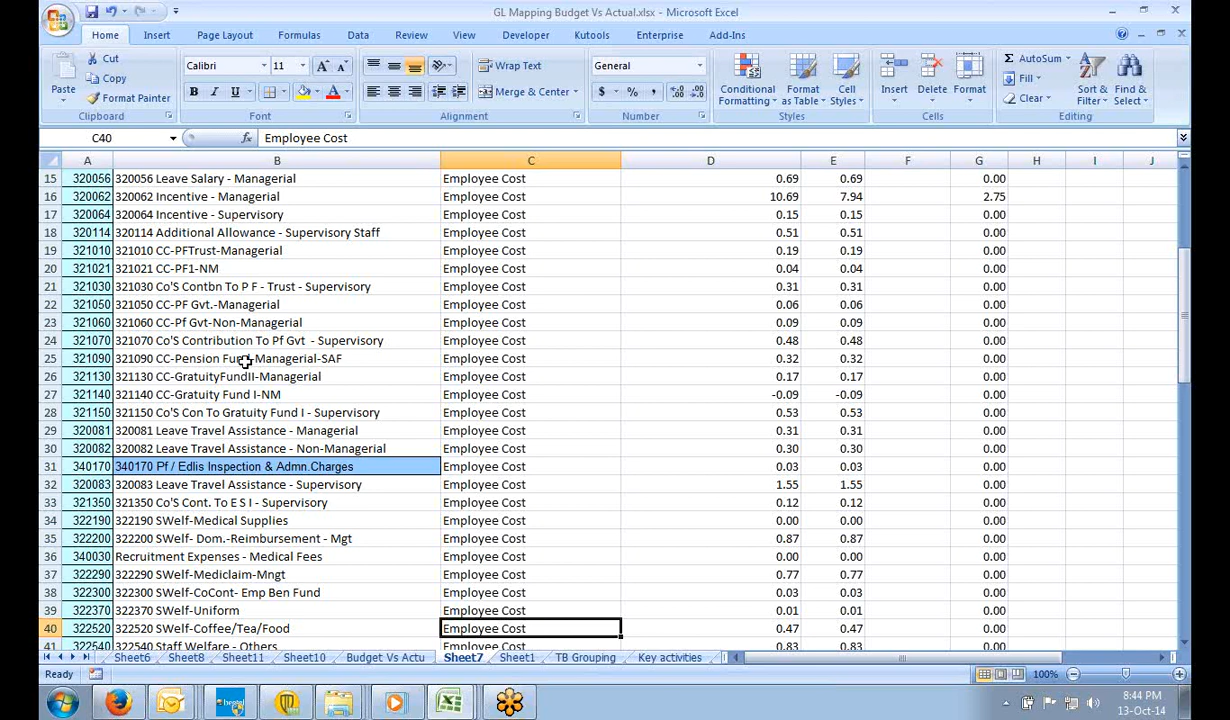 GL Mapping Budget Vs Actual.xlsx - Microsoft Excel
Home Insert Page Layout Formulas Data Review View Developer Kutools Enterprise Add-Ins
Paste
Cut
Copy
Format Painter
Clipboard
Calibri 11
B I U
Font
Wrap Text
Merge & Center
Alignment
General
$ % ,
Number
Conditional Formatting
Format as Table
Cell Styles
Styles
Insert Delete Format
Cells
AutoSum
Fill
Clear
Sort & Filter
Find & Select
Editing
C40 fx Employee Cost
A B C D E F G H I J
15 320056 320056 Leave Salary - Managerial Employee Cost 0.69 0.69 0.00
16 320062 320062 Incentive - Managerial Employee Cost 10.69 7.94 2.75
17 320064 320064 Incentive - Supervisory Employee Cost 0.15 0.15 0.00
18 320114 320114 Additional Allowance - Supervisory Staff Employee Cost 0.51 0.51 0.00
19 321010 321010 CC-PFTrust-Managerial Employee Cost 0.19 0.19 0.00
20 321021 321021 CC-PF1-NM Employee Cost 0.04 0.04 0.00
21 321030 321030 Co'S Contbn To P F - Trust - Supervisory Employee Cost 0.31 0.31 0.00
22 321050 321050 CC-PF Gvt.-Managerial Employee Cost 0.06 0.06 0.00
23 321060 321060 CC-Pf Gvt-Non-Managerial Employee Cost 0.09 0.09 0.00
24 321070 321070 Co'S Contribution To Pf Gvt - Supervisory Employee Cost 0.48 0.48 0.00
25 321090 321090 CC-Pension Fund-Managerial-SAF Employee Cost 0.32 0.32 0.00
26 321130 321130 CC-GratuityFundII-Managerial Employee Cost 0.17 0.17 0.00
27 321140 321140 CC-Gratuity Fund I-NM Employee Cost -0.09 -0.09 0.00
28 321150 321150 Co'S Con To Gratuity Fund I - Supervisory Employee Cost 0.53 0.53 0.00
29 320081 320081 Leave Travel Assistance - Managerial Employee Cost 0.31 0.31 0.00
30 320082 320082 Leave Travel Assistance - Non-Managerial Employee Cost 0.30 0.30 0.00
31 340170 340170 Pf / Edlis Inspection & Admn.Charges Employee Cost 0.03 0.03 0.00
32 320083 320083 Leave Travel Assistance - Supervisory Employee Cost 1.55 1.55 0.00
33 321350 321350 Co'S Cont. To E S I - Supervisory Employee Cost 0.12 0.12 0.00
34 322190 322190 SWelf-Medical Supplies Employee Cost 0.00 0.00 0.00
35 322200 322200 SWelf- Dom.-Reimbursement - Mgt Employee Cost 0.87 0.87 0.00
36 340030 Recruitment Expenses - Medical Fees Employee Cost 0.00 0.00 0.00
37 322290 322290 SWelf-Mediclaim-Mngt Employee Cost 0.77 0.77 0.00
38 322300 322300 SWelf-CoCont- Emp Ben Fund Employee Cost 0.03 0.03 0.00
39 322370 322370 SWelf-Uniform Employee Cost 0.01 0.01 0.00
40 322520 322520 SWelf-Coffee/Tea/Food Employee Cost 0.47 0.47 0.00
41 322540 322540 Staff Welfare - Others Employee Cost 0.83 0.83 0.00
Sheet6 Sheet8 Sheet11 Sheet10 Budget Vs Actu Sheet7 Sheet1 TB Grouping Key activities
Ready 100%
8:44 PM
13-Oct-14